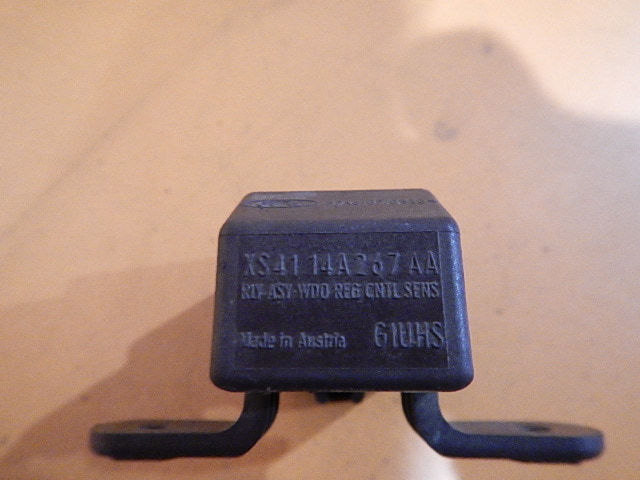 XS41 14A267 AA
RLY-ASY-WDO REG CNTL SENS
Made in Austria 61UHS